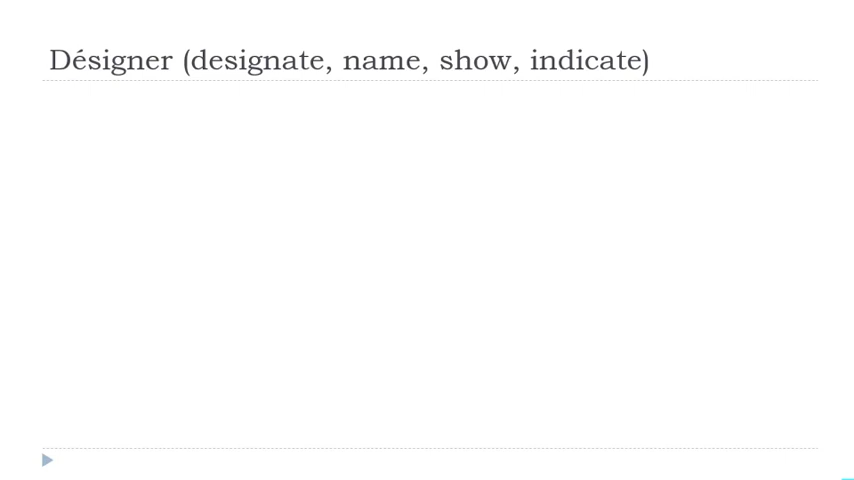 Désigner (designate, name, show, indicate)